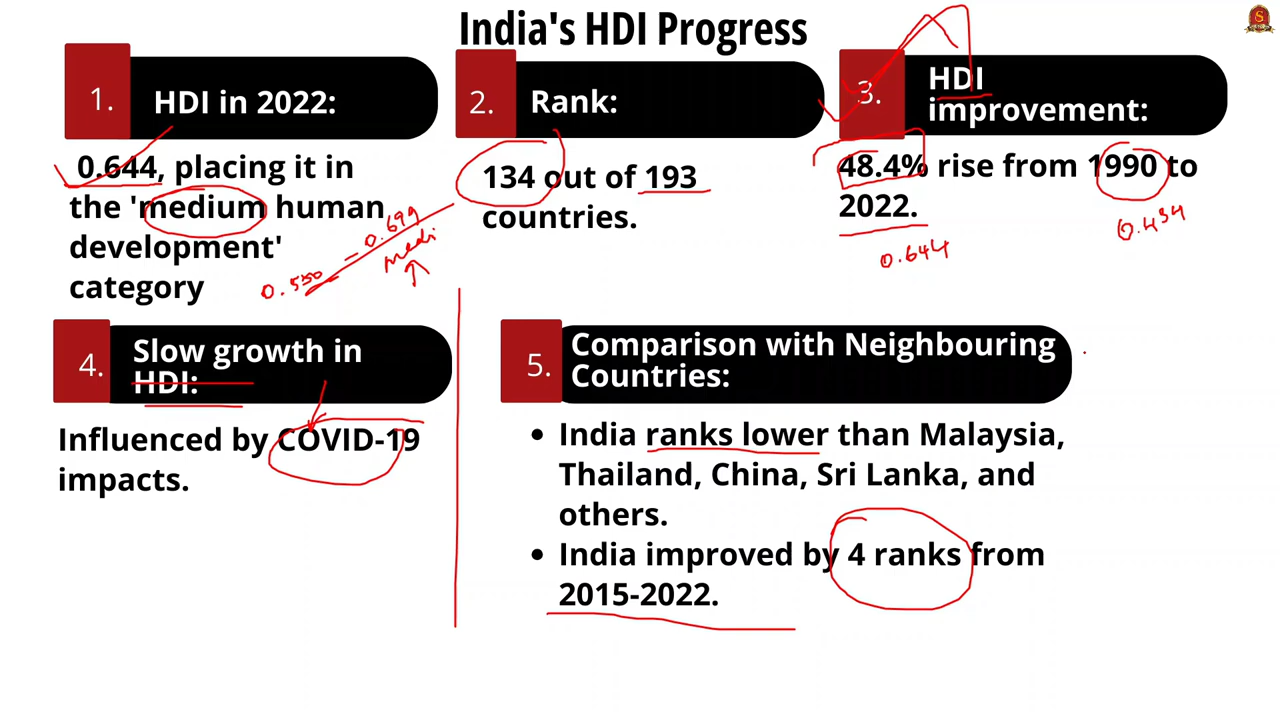 India's HDI Progress
1.
HDI in 2022:
0.644, placing it in
the 'medium human
development'
category
0.550 - 0.699
medi
2.
Rank:
134 out of 193
countries.
3.
HDI
improvement:
48.4% rise from 1990 to
2022.
0.434
0.644
4.
Slow growth in
HDI:
Influenced by COVID-19
impacts.
5.
Comparison with Neighbouring
Countries:
• India ranks lower than Malaysia,
Thailand, China, Sri Lanka, and
others.
• India improved by 4 ranks from
2015-2022.